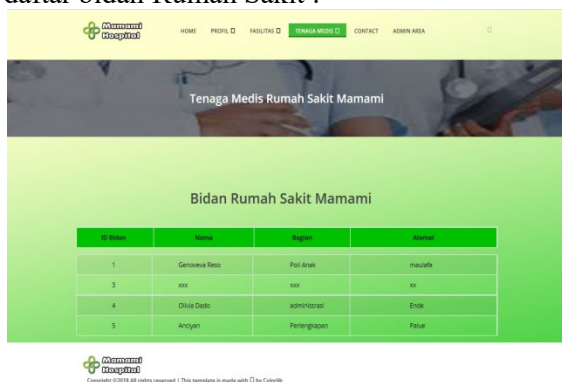 daftar bidan Rumah Sakit :
Mamami
Hospital
HOME PROFIL FASILITAS TENAGA MEDIS CONTACT ADMIN AREA
Tenaga Medis Rumah Sakit Mamami
Bidan Rumah Sakit Mamami
ID Bidan Nama Bagian Alamat
1 Genoveva Reso Poli Anak maulafa
3 xxx xxx xx
4 Olivia Dado administrasi Ende
5 Anciyan Perlengkapan Palue
Mamami
Hospital
Copyright ©2018 All rights reserved | This template is made with by Colorlib